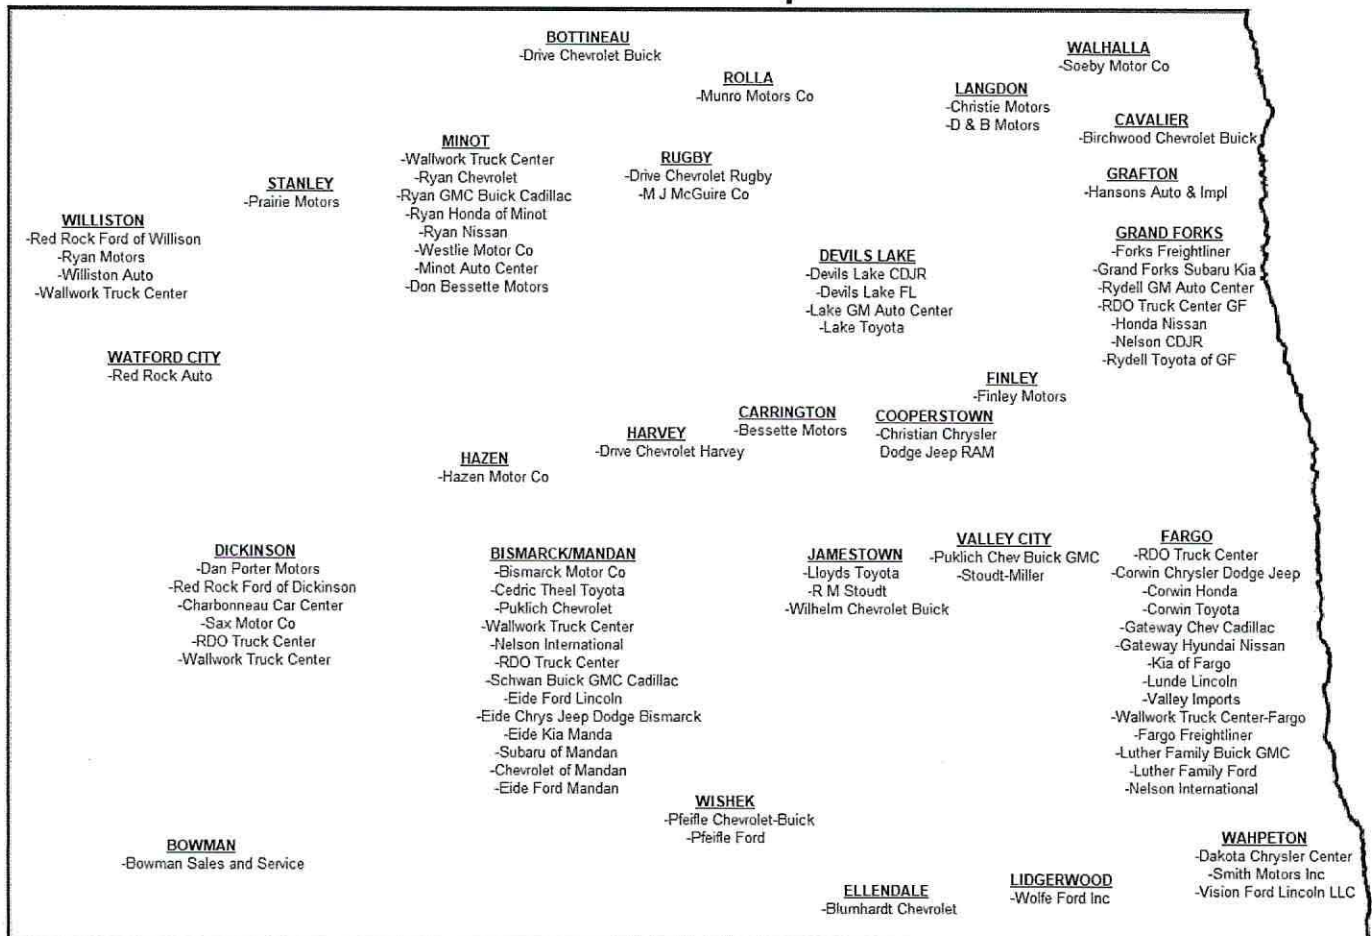 BOTTINEAU
-Drive Chevrolet Buick
WALHALLA
-Soeby Motor Co
ROLLA
-Munro Motors Co
LANGDON
-Christie Motors
-D & B Motors
CAVALIER
-Birchwood Chevrolet Buick
MINOT
-Wallwork Truck Center
-Ryan Chevrolet
-Ryan GMC Buick Cadillac
-Ryan Honda of Minot
-Ryan Nissan
-Westlie Motor Co
-Minot Auto Center
-Don Bessette Motors
RUGBY
-Drive Chevrolet Rugby
-M J McGuire Co
GRAFTON
-Hansons Auto & Impl
STANLEY
-Prairie Motors
WILLISTON
-Red Rock Ford of Willison
-Ryan Motors
-Williston Auto
-Wallwork Truck Center
GRAND FORKS
-Forks Freightliner
-Grand Forks Subaru Kia
-Rydell GM Auto Center
-RDO Truck Center GF
-Honda Nissan
-Nelson CDJR
-Rydell Toyota of GF
DEVILS LAKE
-Devils Lake CDJR
-Devils Lake FL
-Lake GM Auto Center
-Lake Toyota
WATFORD CITY
-Red Rock Auto
FINLEY
-Finley Motors
CARRINGTON
-Bessette Motors
COOPERSTOWN
-Christian Chrysler
Dodge Jeep RAM
HARVEY
-Drive Chevrolet Harvey
HAZEN
-Hazen Motor Co
DICKINSON
-Dan Porter Motors
-Red Rock Ford of Dickinson
-Charbonneau Car Center
-Sax Motor Co
-RDO Truck Center
-Wallwork Truck Center
BISMARCK/MANDAN
-Bismarck Motor Co
-Cedric Theel Toyota
-Puklich Chevrolet
-Wallwork Truck Center
-Nelson International
-RDO Truck Center
-Schwan Buick GMC Cadillac
-Eide Ford Lincoln
-Eide Chrys Jeep Dodge Bismarck
-Eide Kia Manda
-Subaru of Mandan
-Chevrolet of Mandan
-Eide Ford Mandan
JAMESTOWN
-Lloyds Toyota
-R M Stoudt
-Wilhelm Chevrolet Buick
VALLEY CITY
-Puklich Chev Buick GMC
-Stoudt-Miller
FARGO
-RDO Truck Center
-Corwin Chrysler Dodge Jeep
-Corwin Honda
-Corwin Toyota
-Gateway Chev Cadillac
-Gateway Hyundai Nissan
-Kia of Fargo
-Lunde Lincoln
-Valley Imports
-Wallwork Truck Center-Fargo
-Fargo Freightliner
-Luther Family Buick GMC
-Luther Family Ford
-Nelson International
WISHEK
-Pfeifle Chevrolet-Buick
-Pfeifle Ford
BOWMAN
-Bowman Sales and Service
WAHPETON
-Dakota Chrysler Center
-Smith Motors Inc
-Vision Ford Lincoln LLC
LIDGERWOOD
-Wolfe Ford Inc
ELLENDALE
-Blumhardt Chevrolet